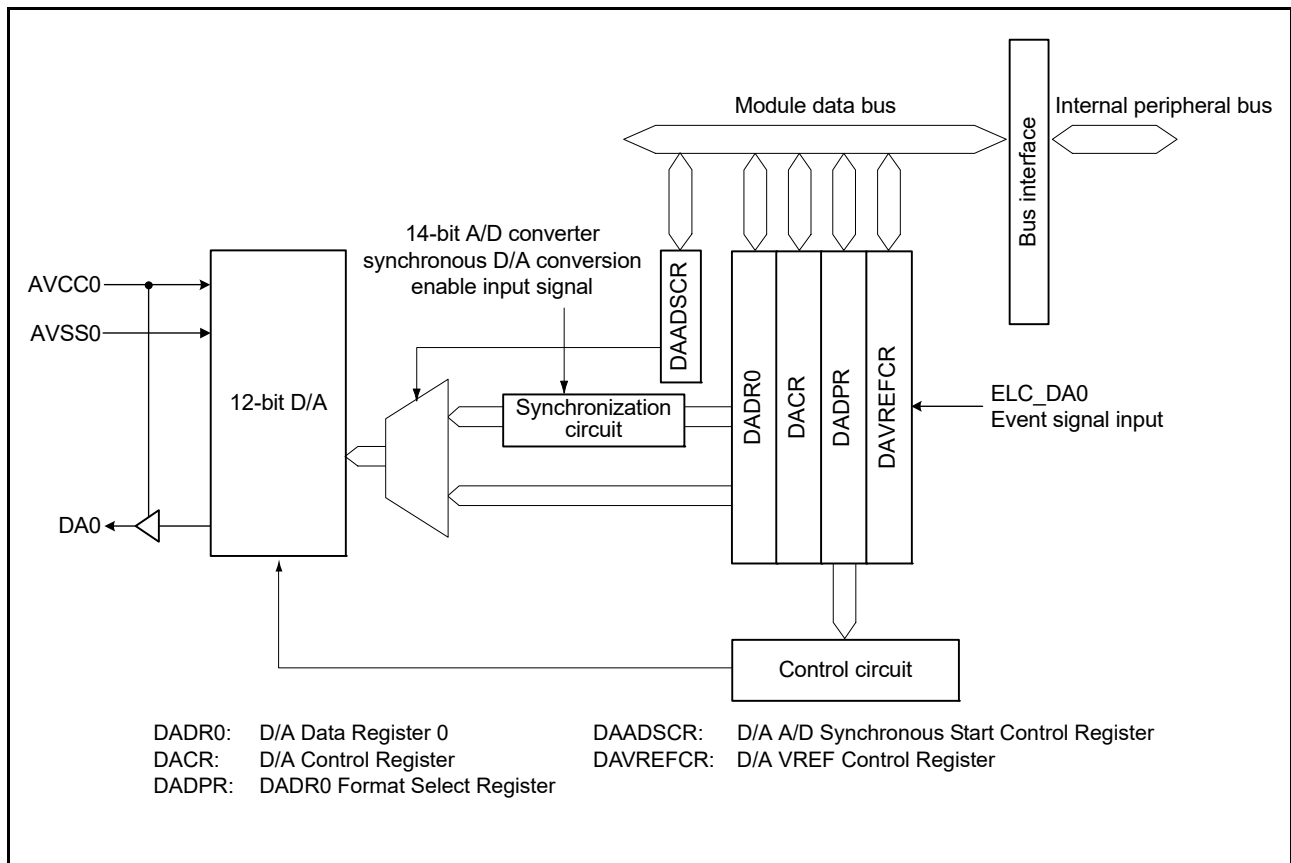 Module data bus
Internal peripheral bus
Bus interface
14-bit A/D converter
synchronous D/A conversion
enable input signal
DAADSCR
AVCC0
AVSS0
12-bit D/A
Synchronization
circuit
DADR0
DACR
DADPR
DAVREFCR
ELC_DA0
Event signal input
DA0
Control circuit
DADR0: D/A Data Register 0
DACR: D/A Control Register
DADPR: DADR0 Format Select Register
DAADSCR: D/A A/D Synchronous Start Control Register
DAVREFCR: D/A VREF Control Register